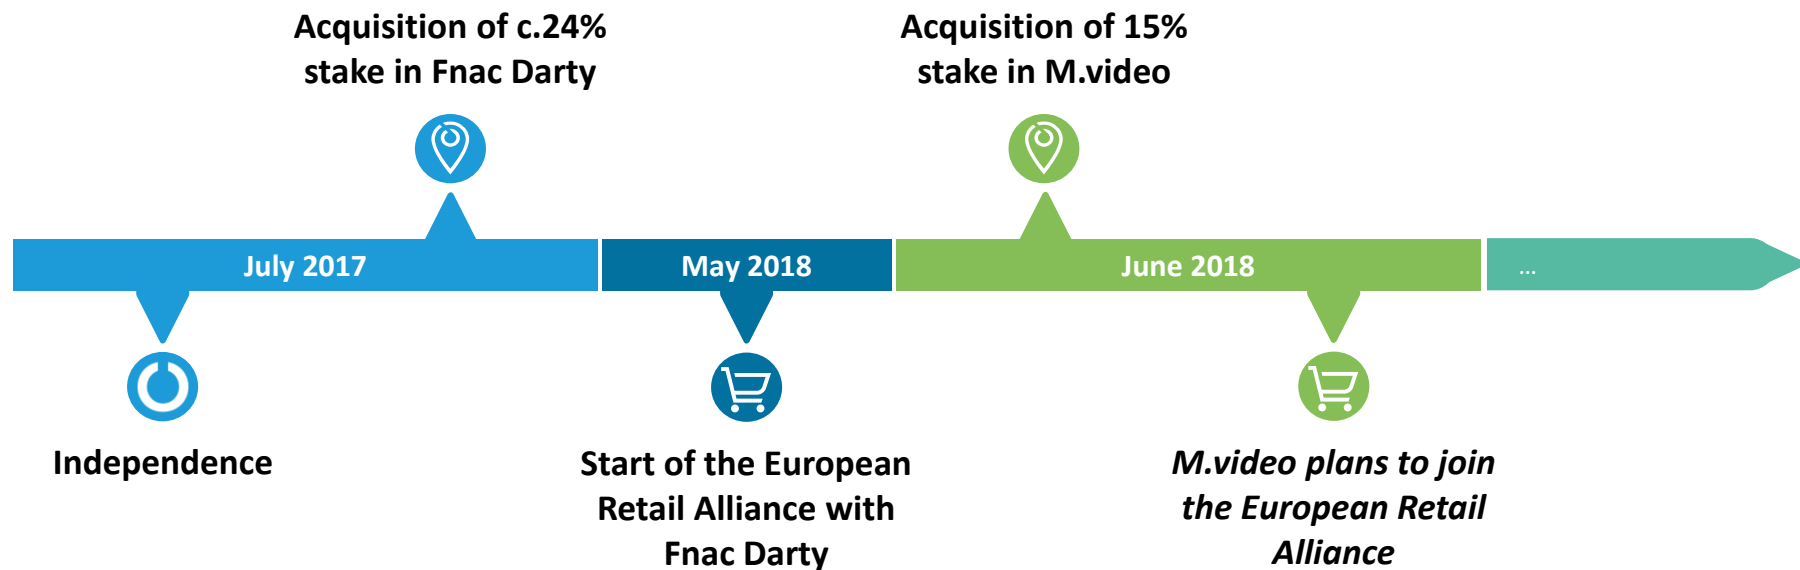 Acquisition of c.24%
stake in Fnac Darty
Acquisition of 15%
stake in M.video
July 2017
May 2018
June 2018
...
Independence
Start of the European
Retail Alliance with
Fnac Darty
M.video plans to join
the European Retail
Alliance